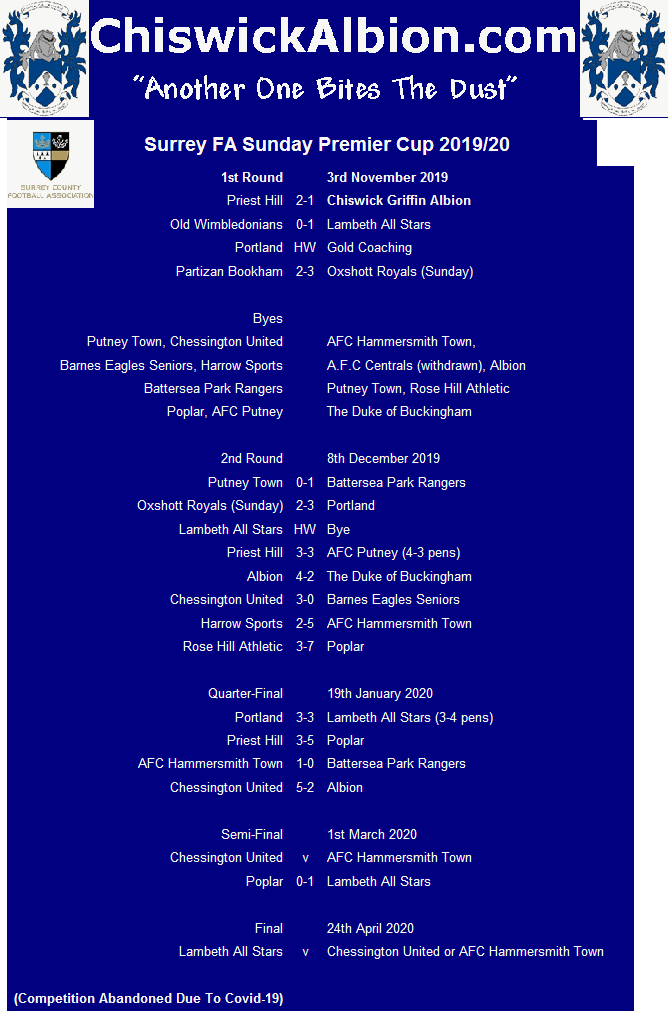 ChiswickAlbion.com
"Another One Bites The Dust"
SURREY COUNTY
FOOTBALL ASSOCIATION
Surrey FA Sunday Premier Cup 2019/20
1st Round 3rd November 2019
Priest Hill 2-1 Chiswick Griffin Albion
Old Wimbledonians 0-1 Lambeth All Stars
Portland HW Gold Coaching
Partizan Bookham 2-3 Oxshott Royals (Sunday)
Byes
Putney Town, Chessington United AFC Hammersmith Town,
Barnes Eagles Seniors, Harrow Sports A.F.C Centrals (withdrawn), Albion
Battersea Park Rangers Putney Town, Rose Hill Athletic
Poplar, AFC Putney The Duke of Buckingham
2nd Round 8th December 2019
Putney Town 0-1 Battersea Park Rangers
Oxshott Royals (Sunday) 2-3 Portland
Lambeth All Stars HW Bye
Priest Hill 3-3 AFC Putney (4-3 pens)
Albion 4-2 The Duke of Buckingham
Chessington United 3-0 Barnes Eagles Seniors
Harrow Sports 2-5 AFC Hammersmith Town
Rose Hill Athletic 3-7 Poplar
Quarter-Final 19th January 2020
Portland 3-3 Lambeth All Stars (3-4 pens)
Priest Hill 3-5 Poplar
AFC Hammersmith Town 1-0 Battersea Park Rangers
Chessington United 5-2 Albion
Semi-Final 1st March 2020
Chessington United v AFC Hammersmith Town
Poplar 0-1 Lambeth All Stars
Final 24th April 2020
Lambeth All Stars v Chessington United or AFC Hammersmith Town
(Competition Abandoned Due To Covid-19)